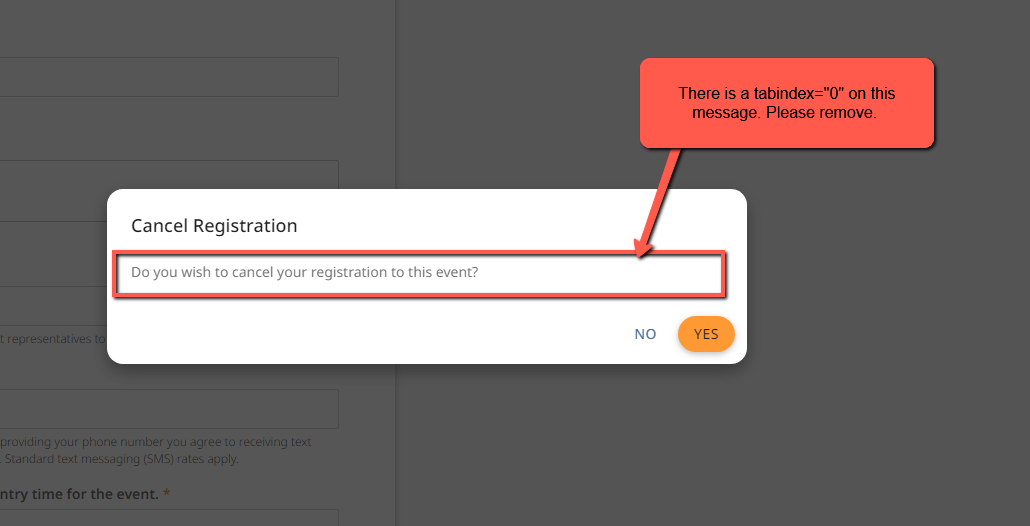 There is a tabindex="0" on this
message. Please remove.
Cancel Registration
Do you wish to cancel your registration to this event?
NO
YES
t representatives to
providing your phone number you agree to receiving text
. Standard text messaging (SMS) rates apply.
ntry time for the event. *